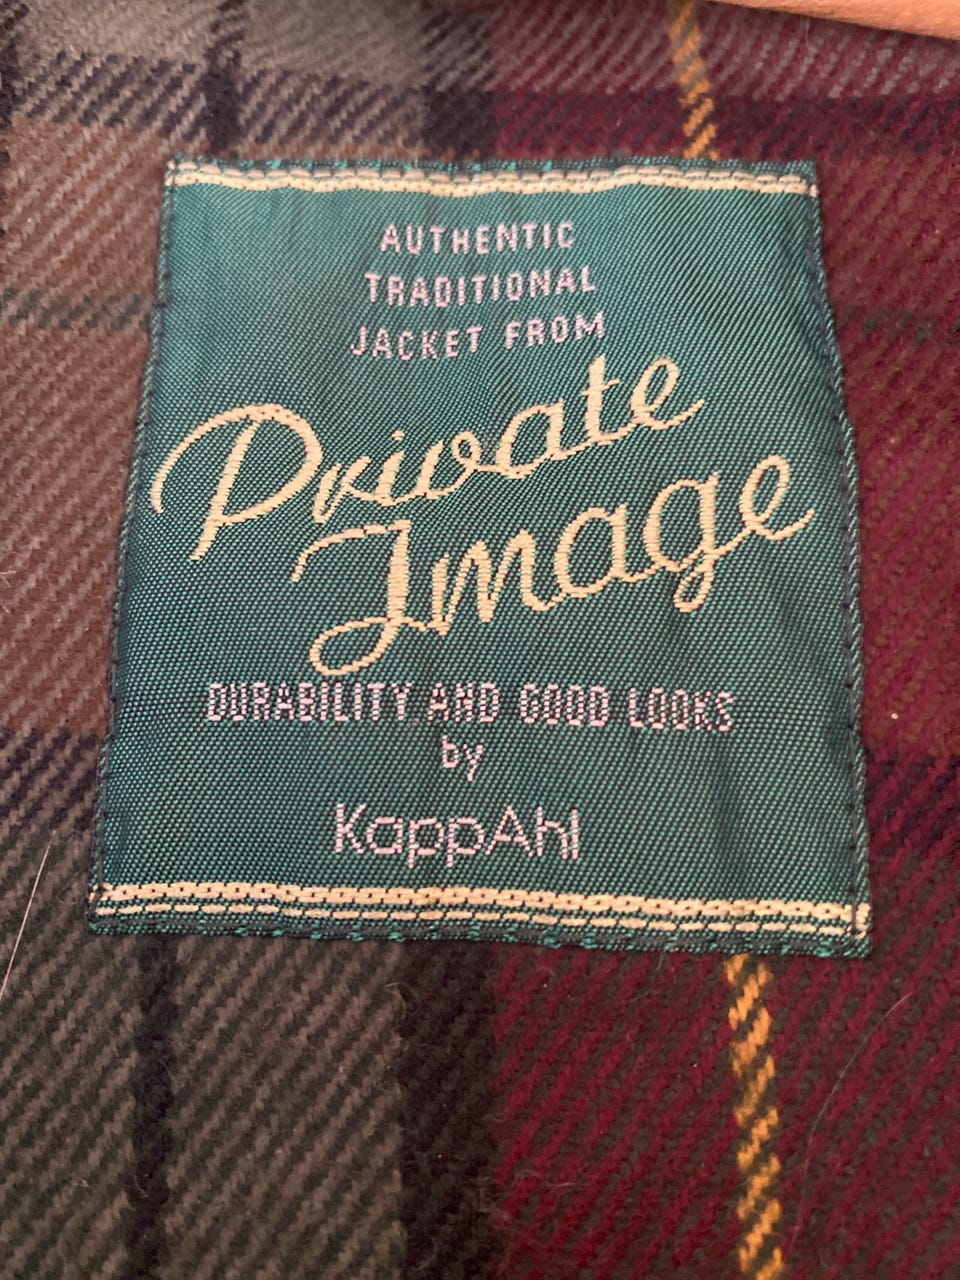 AUTHENTIC
TRADITIONAL
JACKET FROM
Private
Image
DURABILITY AND GOOD LOOKS
by
KappAhl